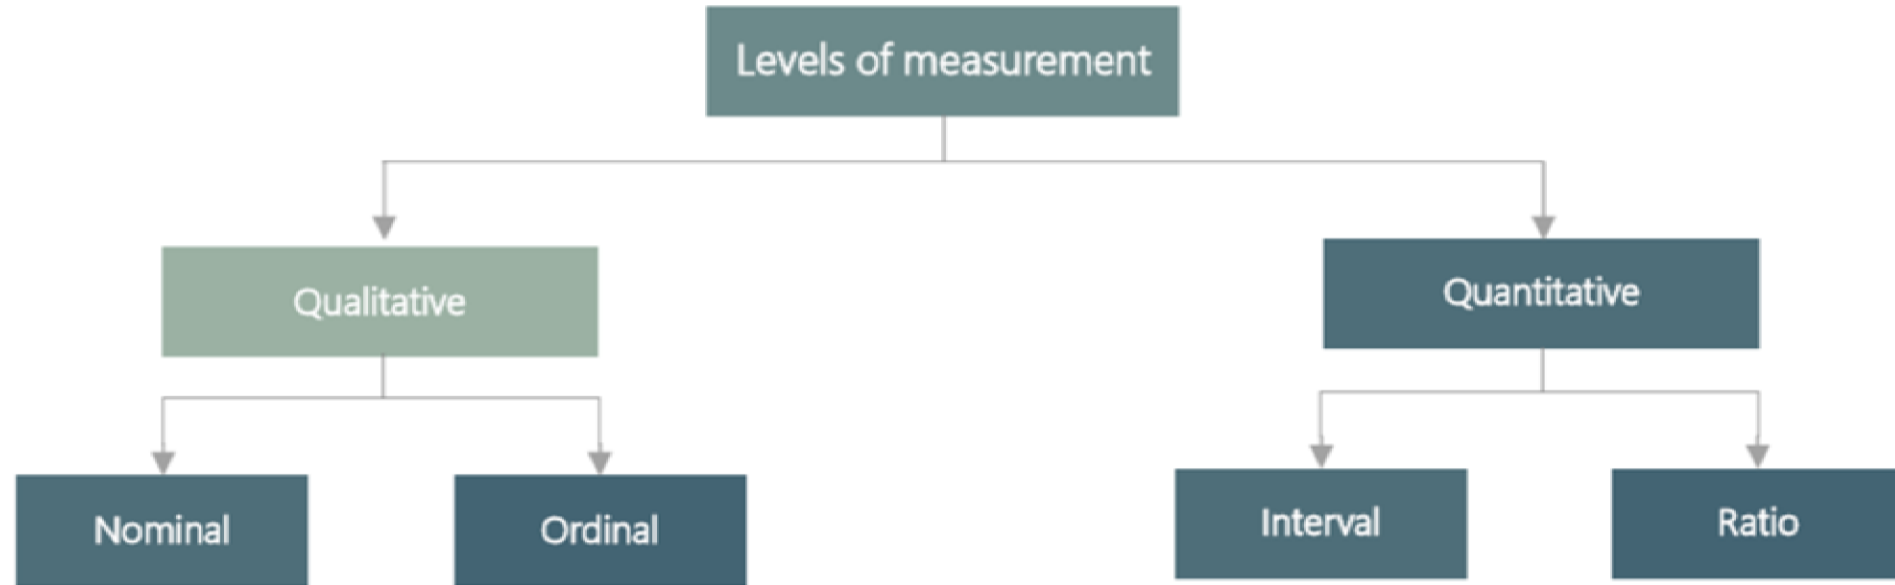 Levels of measurement
Qualitative
Quantitative
Nominal
Ordinal
Interval
Ratio